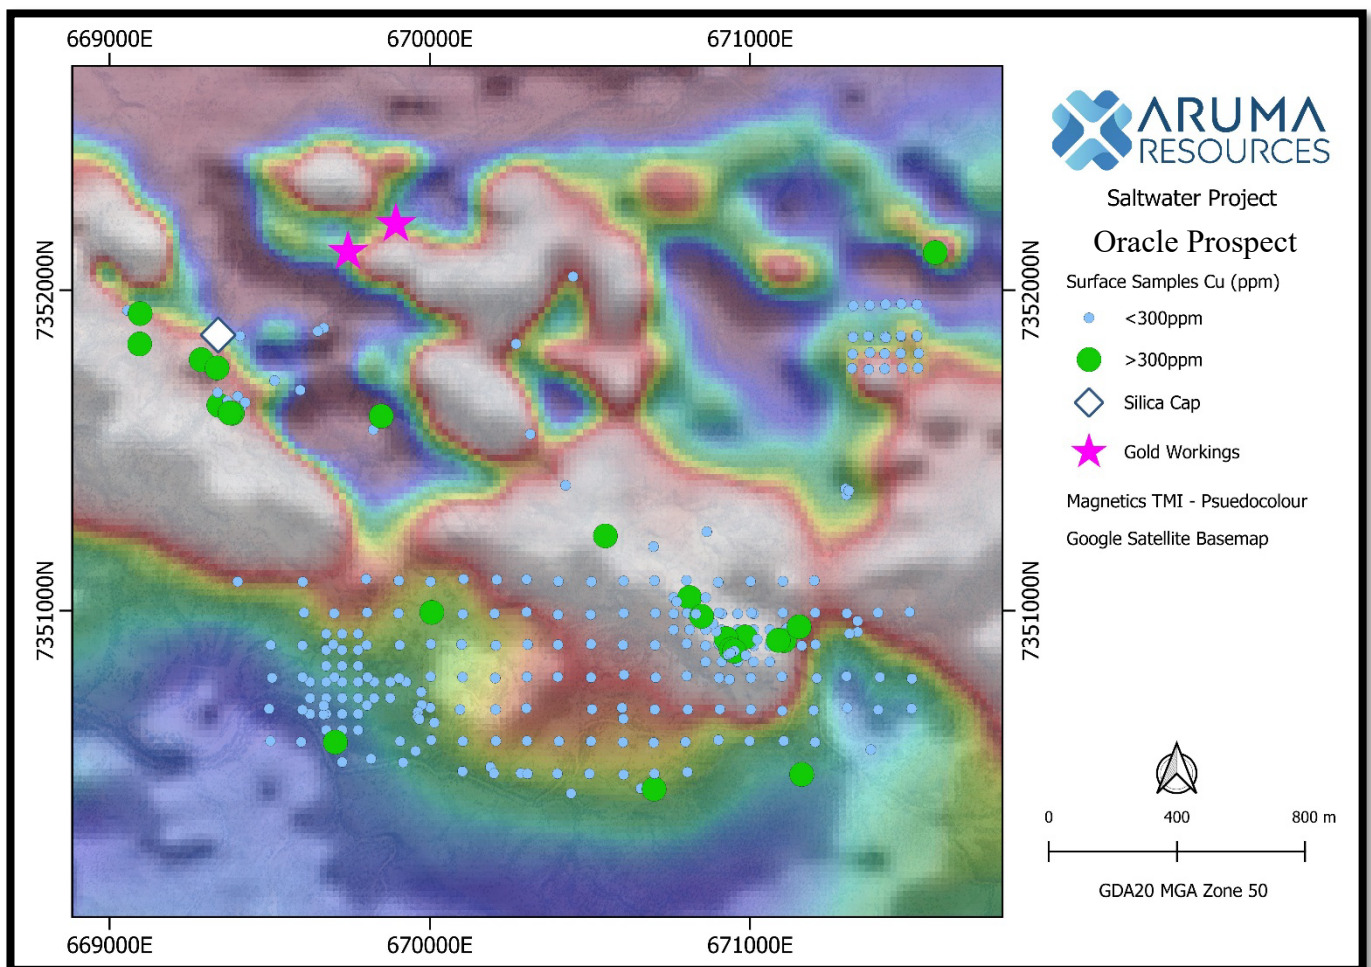 669000E
670000E
671000E
7352000N
7351000N
7352000N
7351000N
669000E
670000E
671000E
ARUMA
RESOURCES
Saltwater Project
Oracle Prospect
Surface Samples Cu (ppm)
<300ppm
>300ppm
Silica Cap
Gold Workings
Magnetics TMI - Psuedocolour
Google Satellite Basemap
0 400 800 m
GDA20 MGA Zone 50